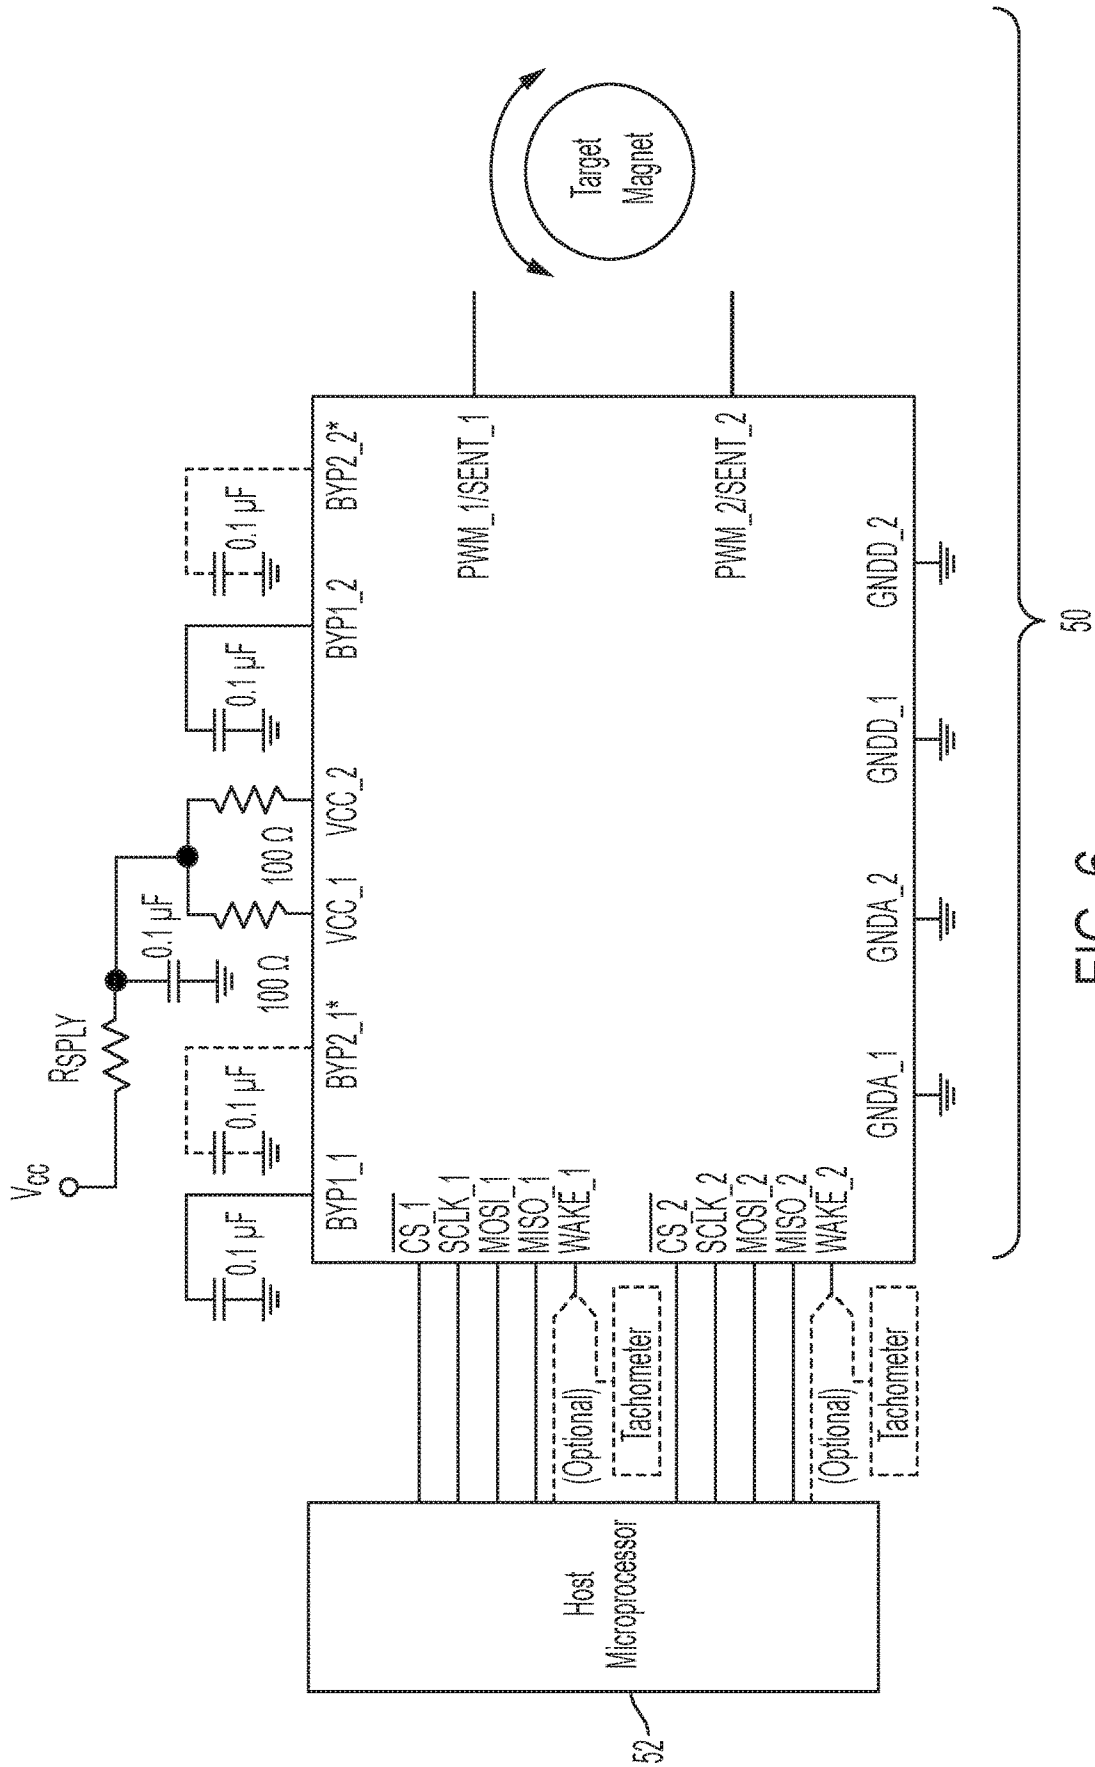 V_CC
R_SPLY
0.1 µF
0.1 µF
0.1 µF
100 Ω
100 Ω
0.1 µF
0.1 µF
BYP1_1
BYP2_1*
VCC_1
VCC_2
BYP1_2
BYP2_2*
CS_1
SCLK_1
MOSI_1
MISO_1
WAKE_1
CS_2
SCLK_2
MOSI_2
MISO_2
WAKE_2
PWM_1/SENT_1
PWM_2/SENT_2
GNDA_1
GNDA_2
GNDD_1
GNDD_2
(Optional)
Tachometer
(Optional)
Tachometer
Host
Microprocessor
52
Target
Magnet
50
FIG. 6